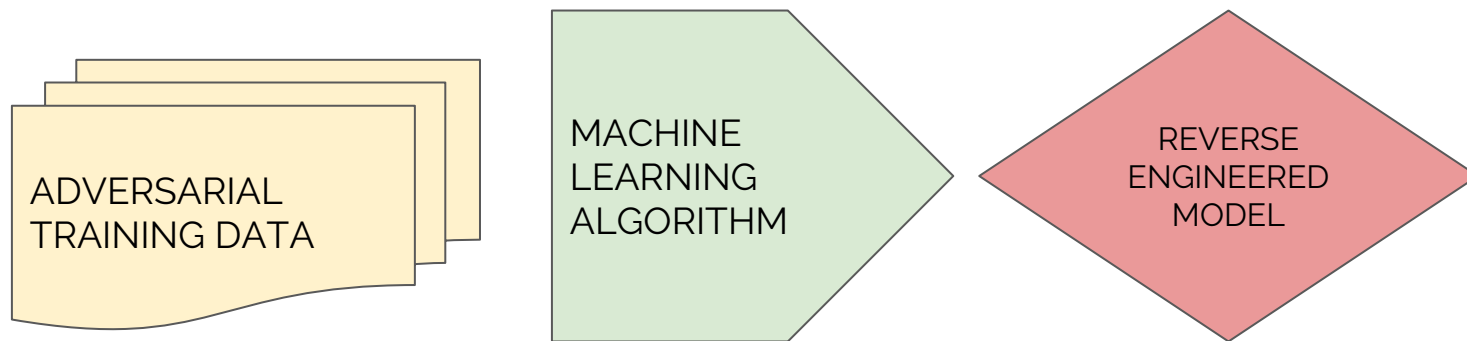 ADVERSARIAL
TRAINING DATA
MACHINE
LEARNING
ALGORITHM
REVERSE
ENGINEERED
MODEL